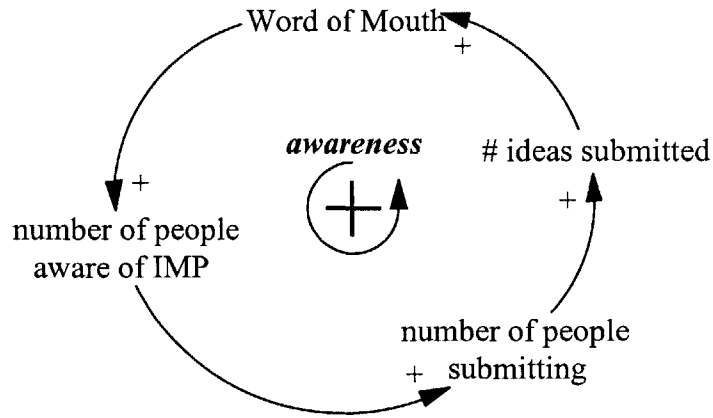 Word of Mouth
+
awareness
# ideas submitted
+
+
number of people
aware of IMP
+
number of people
submitting
+